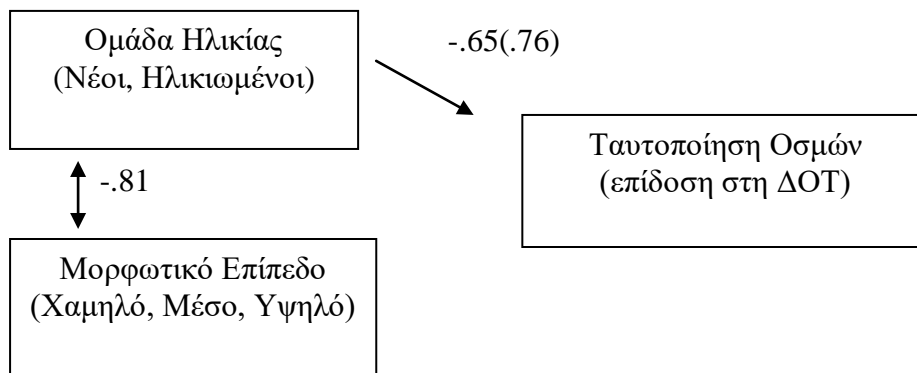 Ομάδα Ηλικίας
(Νέοι, Ηλικιωμένοι)
-.65(.76)
Ταυτοποίηση Οσμών
(επίδοση στη ΔΟΤ)
-.81
Μορφωτικό Επίπεδο
(Χαμηλό, Μέσο, Υψηλό)